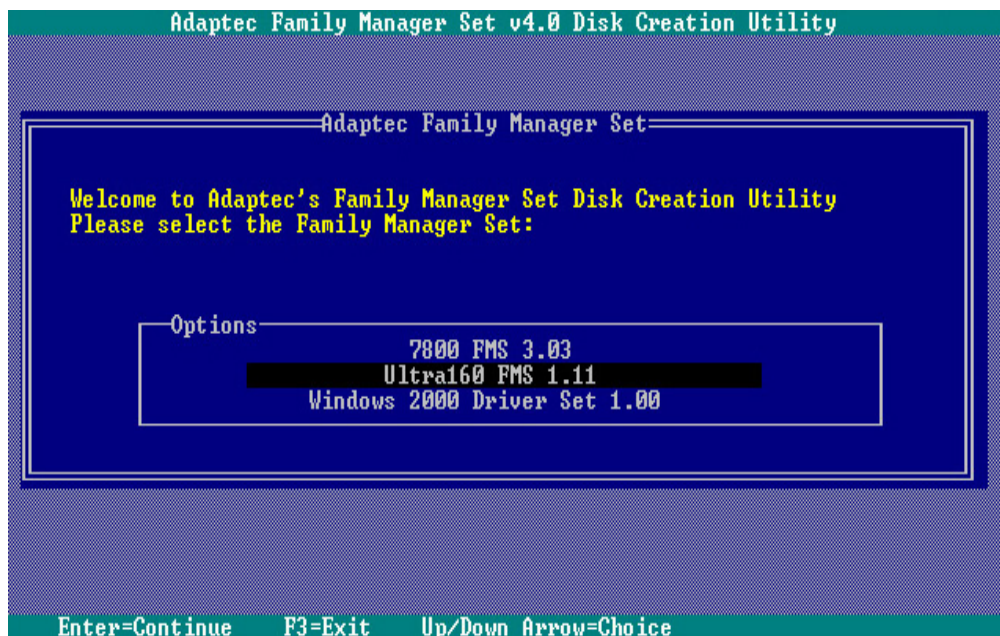 Adaptec Family Manager Set v4.0 Disk Creation Utility
Adaptec Family Manager Set
Welcome to Adaptec's Family Manager Set Disk Creation Utility
Please select the Family Manager Set:
Options
7800 FMS 3.03
Ultra160 FMS 1.11
Windows 2000 Driver Set 1.00
Enter=Continue F3=Exit Up/Down Arrow=Choice